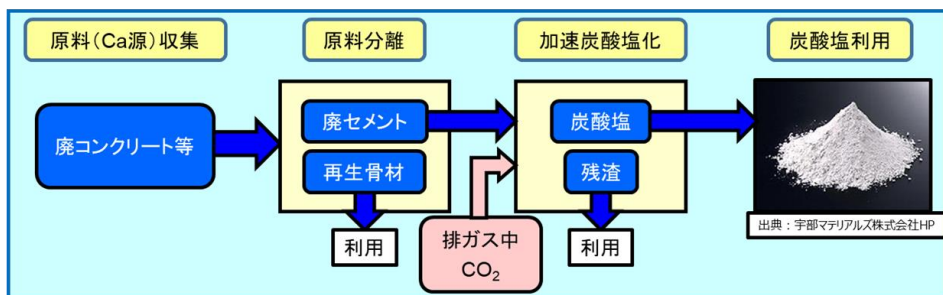 原料(Ca源)収集
原料分離
加速炭酸塩化
炭酸塩利用
廃コンクリート等
廃セメント
再生骨材
利用
排ガス中
CO2
炭酸塩
残渣
利用
出典：宇部マテリアルズ株式会社HP